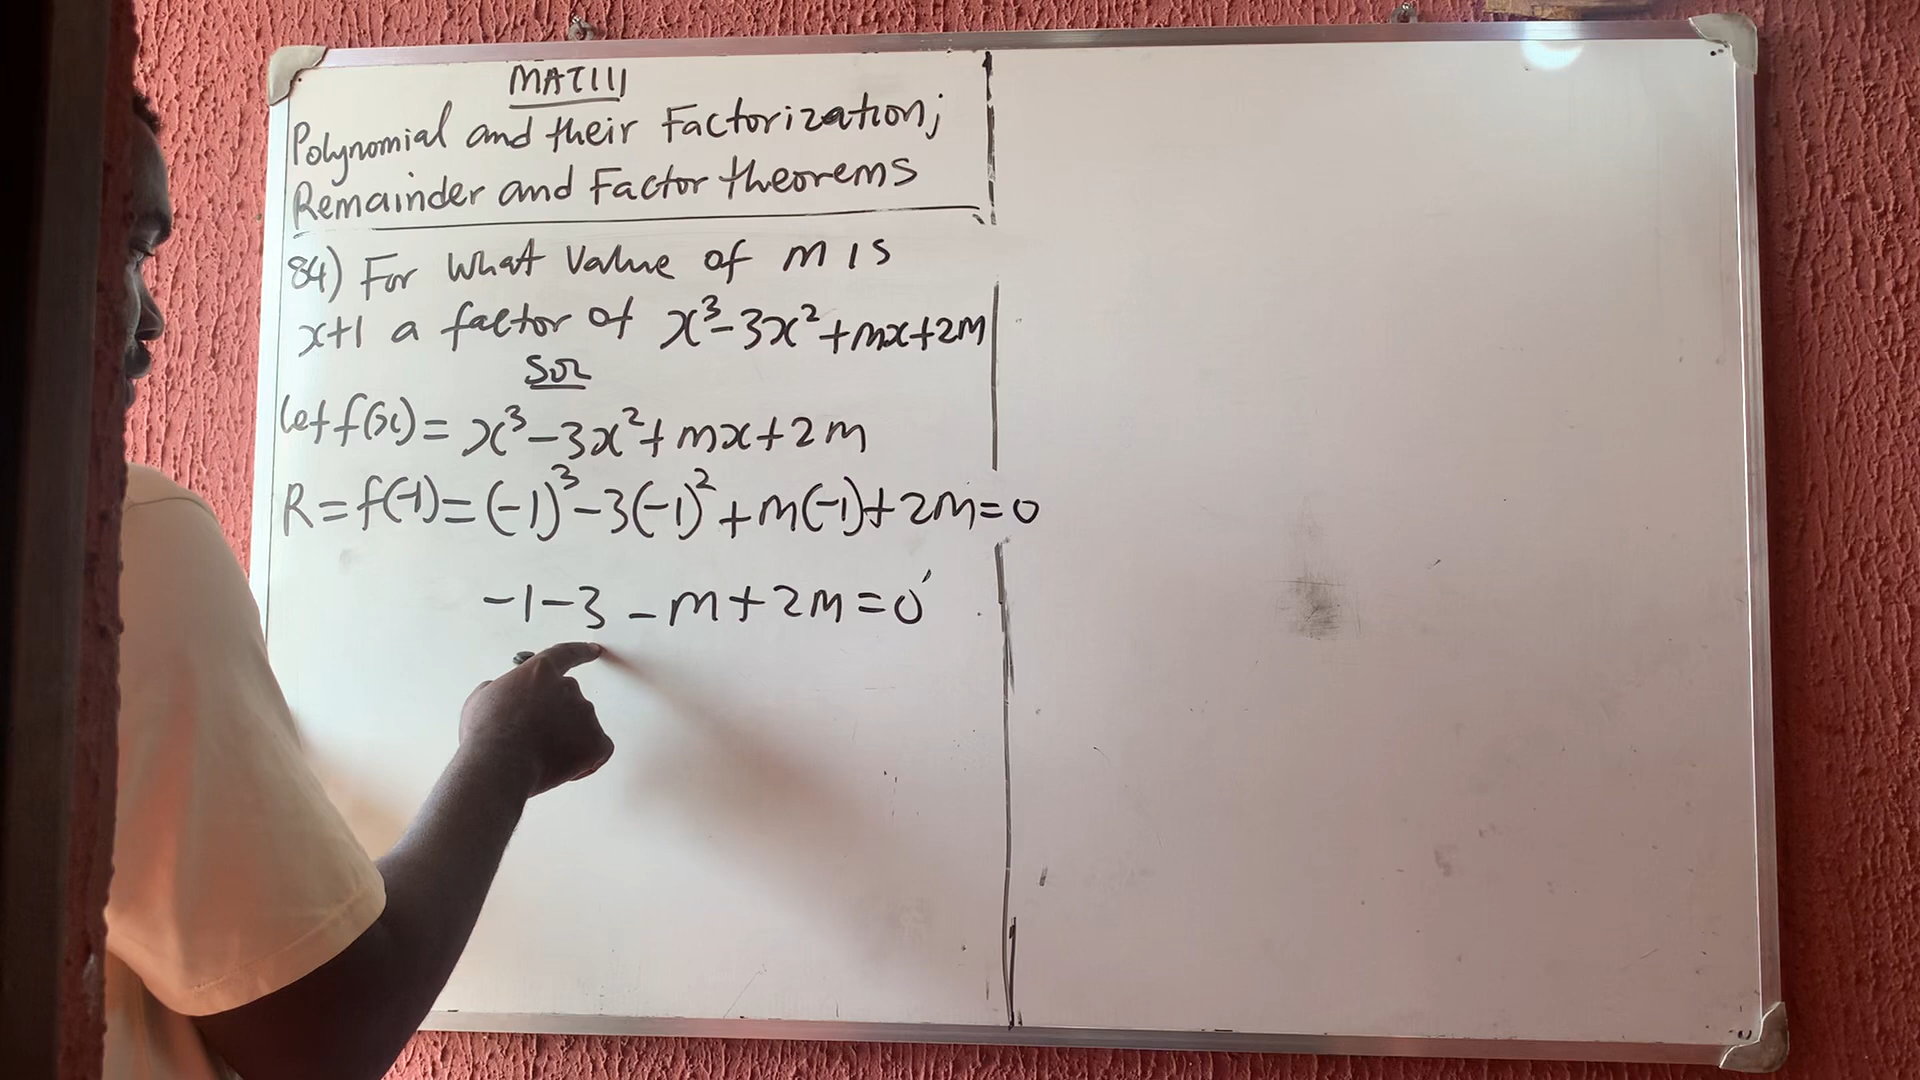 MAT111
Polynomial and their Factorization;
Remainder and Factor theorems
84) For what value of m is
x+1 a factor of x³-3x²+mx+2m
Sol
Let f(x) = x³-3x²+mx+2m
R=f(-1)=(-1)³-3(-1)²+m(-1)+2m=0
-1-3-m+2m=0